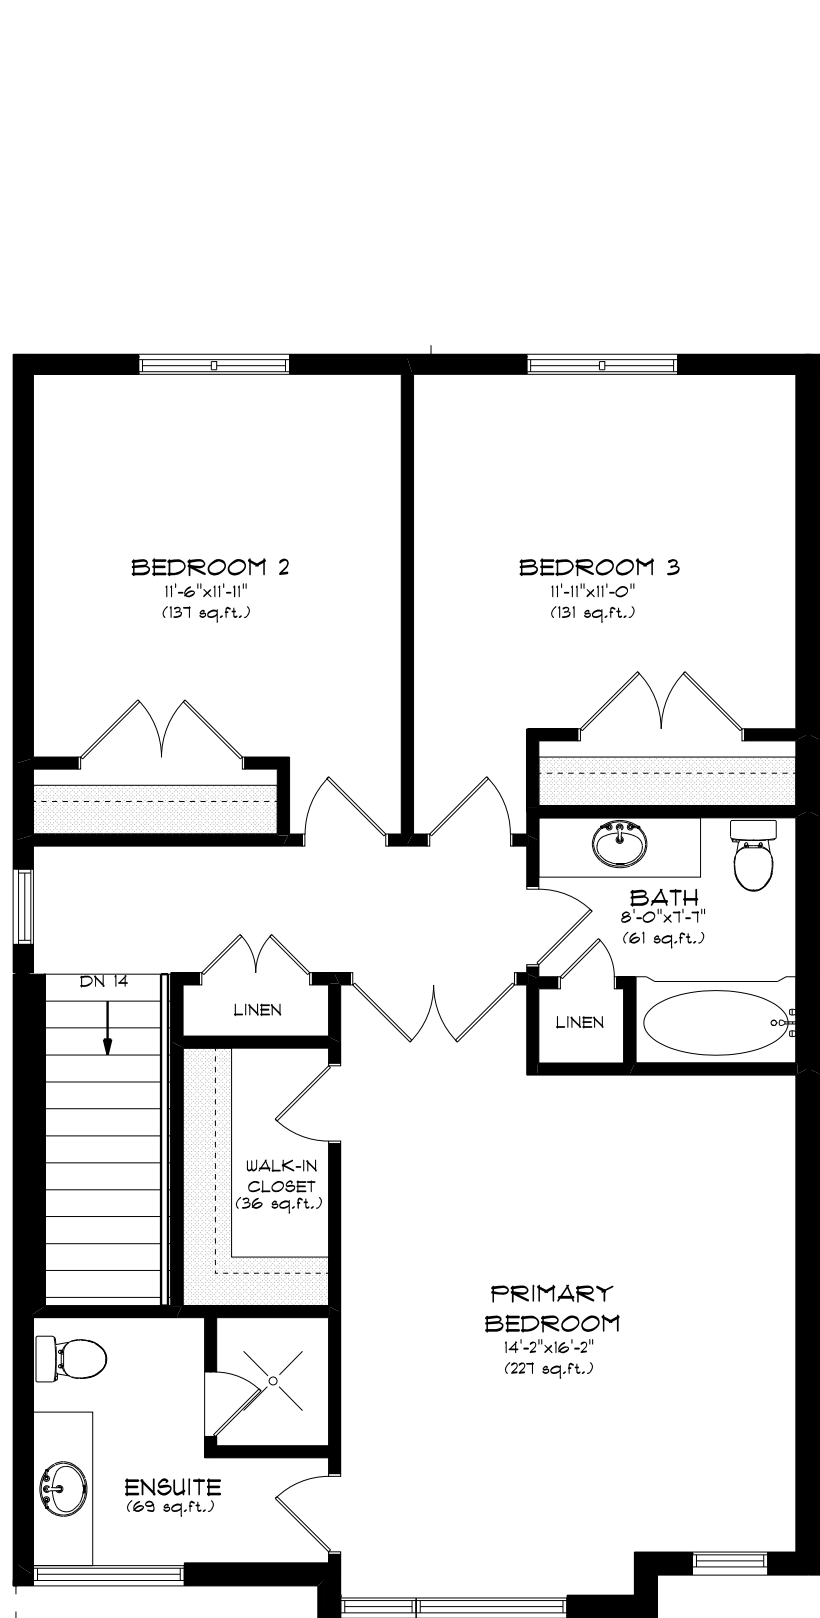 BEDROOM 2
11'-6"x11'-11"
(137 sq.ft.)
BEDROOM 3
11'-11"x11'-0"
(131 sq.ft.)
BATH
8'-0"x7'-7"
(61 sq.ft.)
DN 14
LINEN
LINEN
WALK-IN
CLOSET
(36 sq.ft.)
PRIMARY
BEDROOM
14'-2"x16'-2"
(227 sq.ft.)
ENSUITE
(69 sq.ft.)